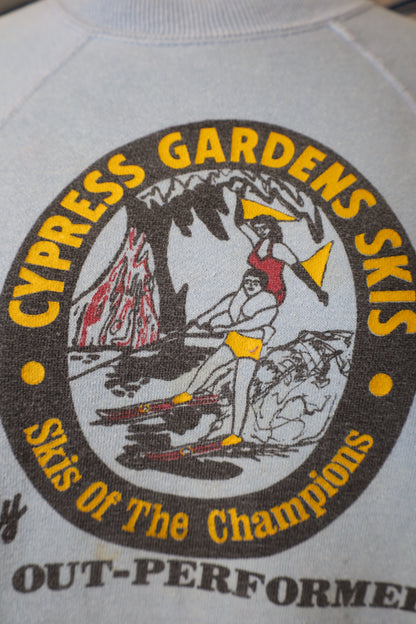 CYPRESS GARDENS SKIS
Skis Of The Champions
OUT-PERFORME